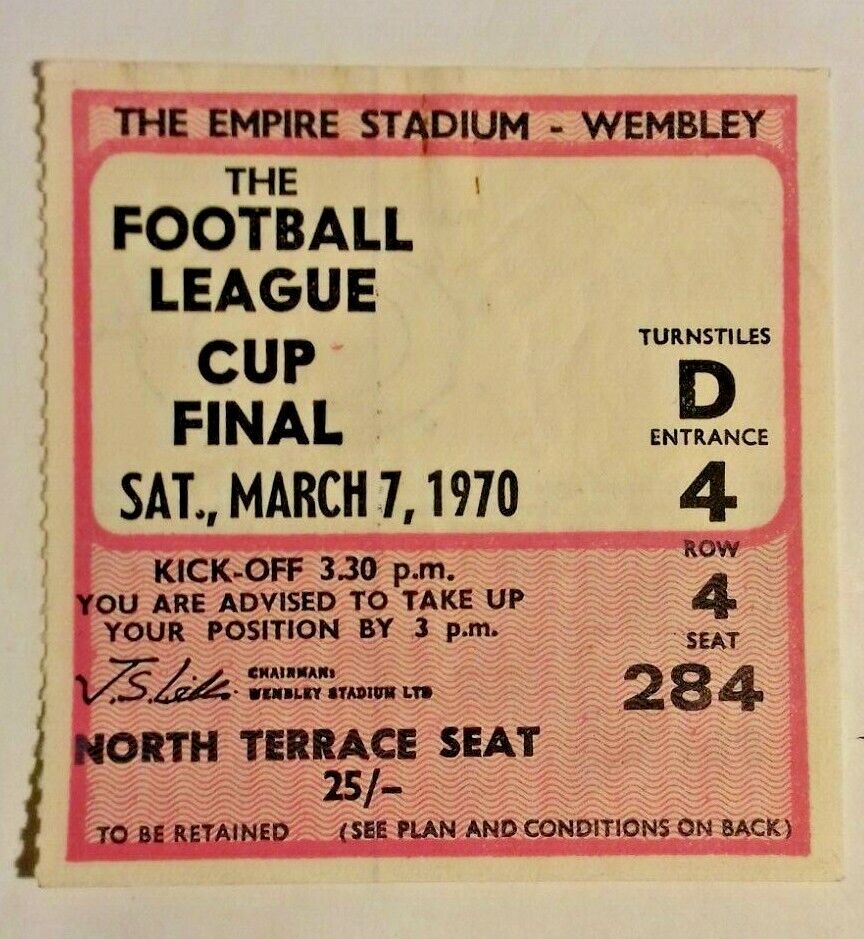 THE EMPIRE STADIUM - WEMBLEY
THE
FOOTBALL
LEAGUE
CUP
FINAL
SAT., MARCH 7, 1970
TURNSTILES
D
ENTRANCE
4
ROW
4
SEAT
284
KICK-OFF 3.30 p.m.
YOU ARE ADVISED TO TAKE UP
YOUR POSITION BY 3 p.m.
CHAIRMAN:
WEMBLEY STADIUM LTD
NORTH TERRACE SEAT
25/-
TO BE RETAINED (SEE PLAN AND CONDITIONS ON BACK)